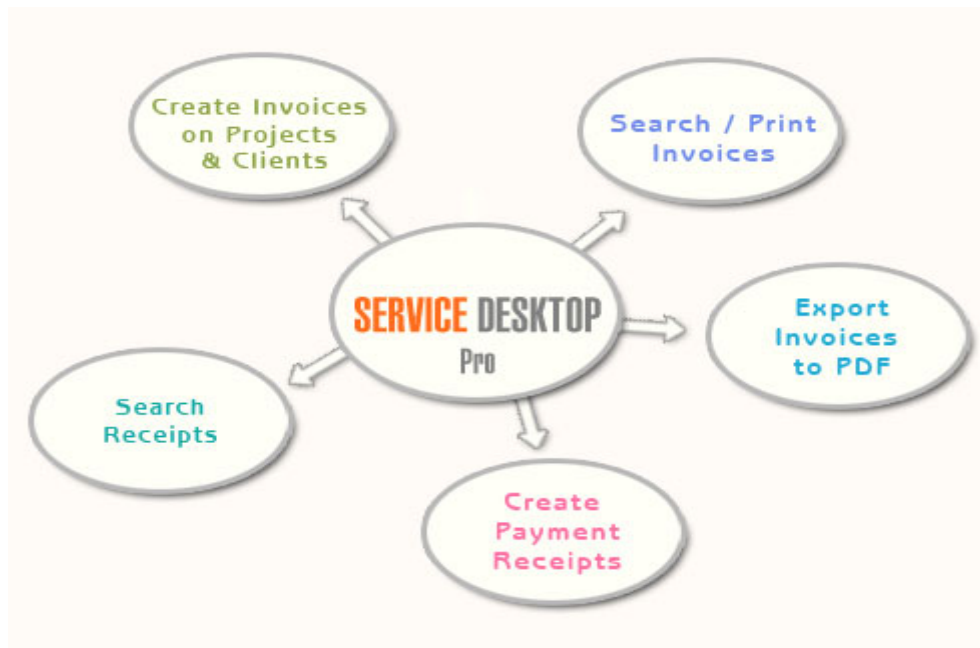 Create Invoices
on Projects
& Clients
Search / Print
Invoices
SERVICE DESKTOP
Pro
Export
Invoices
to PDF
Search
Receipts
Create
Payment
Receipts